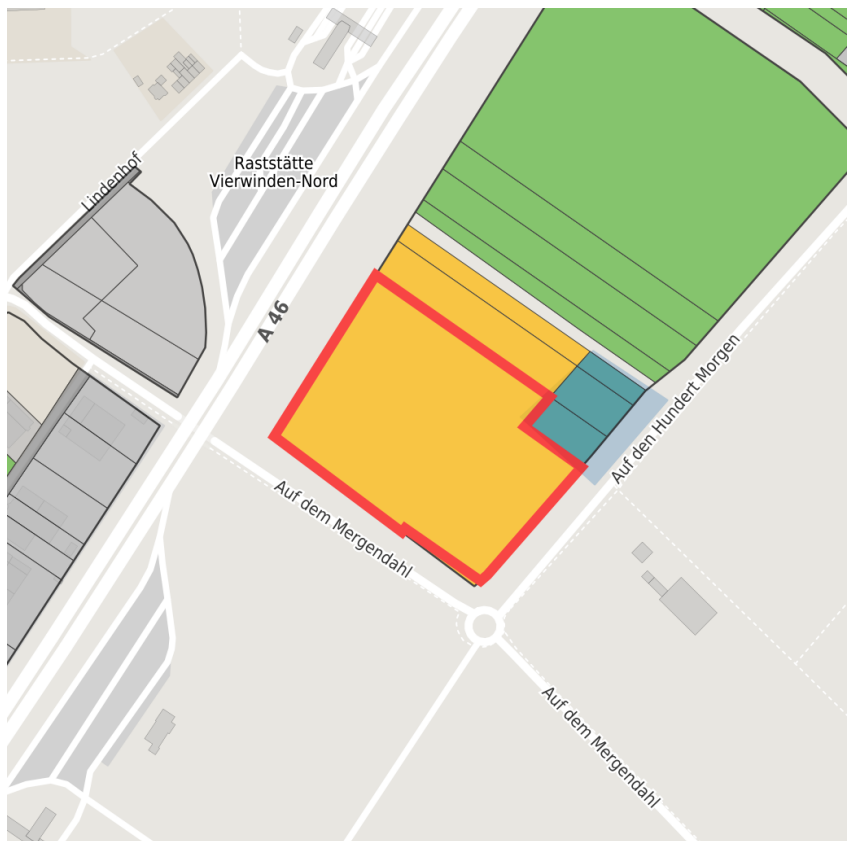 Lindenhof
Raststätte
Vierwinden-Nord
A 46
Auf den Hundert Morgen
Auf dem Mergendahl
Auf dem Mergendahl